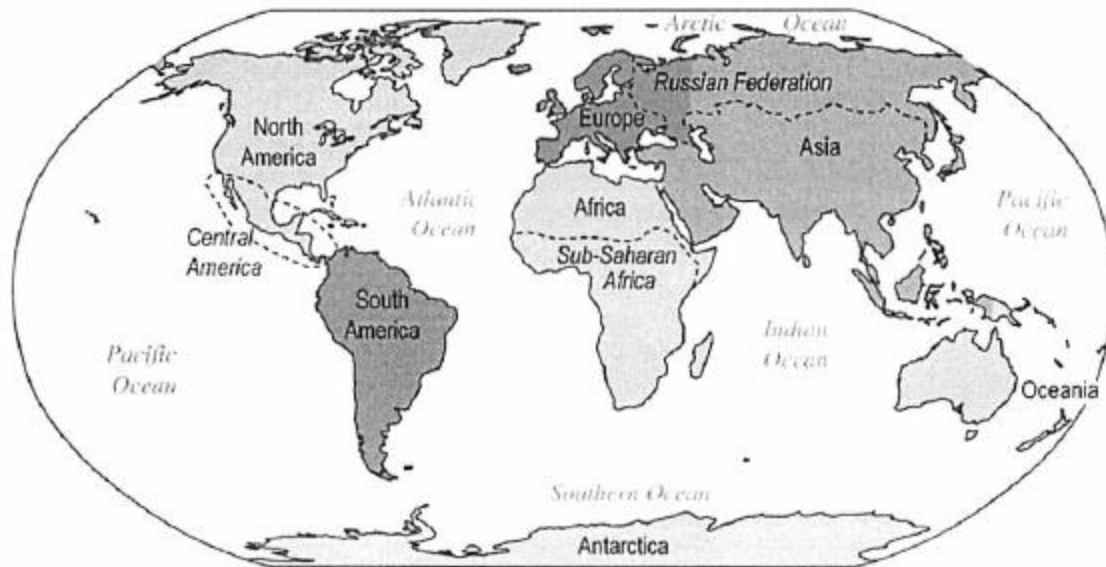 Arctic Ocean
Russian Federation
Europe
North
America
Asia
Atlantic
Ocean
Pacific
Ocean
Africa
Central
America
Sub-Saharan
Africa
South
America
Indian
Ocean
Pacific
Ocean
Oceania
Southern Ocean
Antarctica